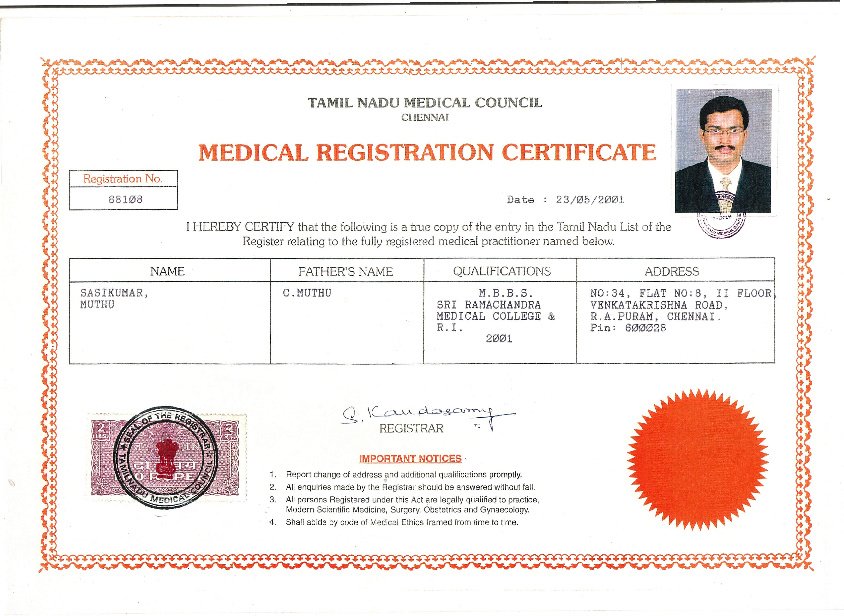 TAMIL NADU MEDICAL COUNCIL
CHENNAI
MEDICAL REGISTRATION CERTIFICATE
Registration No.
68108
Date : 23/05/2001
I HEREBY CERTIFY that the following is a true copy of the entry in the Tamil Nadu List of the
Register relating to the fully registered medical practitioner named below.
NAME FATHER'S NAME QUALIFICATIONS ADDRESS
SASIKUMAR,
MUTHU
C.MUTHU
M.B.B.S.
SRI RAMACHANDRA
MEDICAL COLLEGE &
R.I.
2001
NO:34, FLAT NO:8, II FLOOR,
VENKATAKRISHNA ROAD,
R.A.PURAM, CHENNAI.
Pin: 600028
SEAL OF THE REGISTRAR
TAMILNADU MEDICAL COUNCIL
REGISTRAR
IMPORTANT NOTICES
1. Report change of address and additional qualifications promptly.
2. All enquiries made by the Registrar should be answered without fail.
3. All persons Registered under this Act are legally qualified to practice,
Modern Scientific Medicine, Surgery, Obstetrics and Gynaecology.
4. Shall abide by code of Medical Ethics framed from time to time.